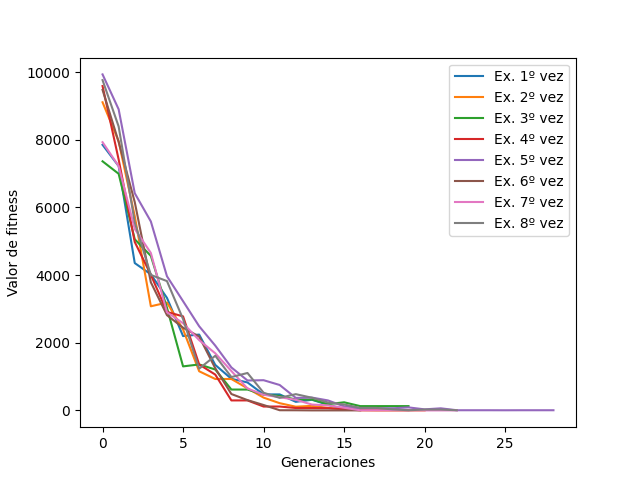 10000
8000
6000
4000
2000
0
Valor de fitness
0 5 10 15 20 25
Generaciones
Ex. 1º vez
Ex. 2º vez
Ex. 3º vez
Ex. 4º vez
Ex. 5º vez
Ex. 6º vez
Ex. 7º vez
Ex. 8º vez